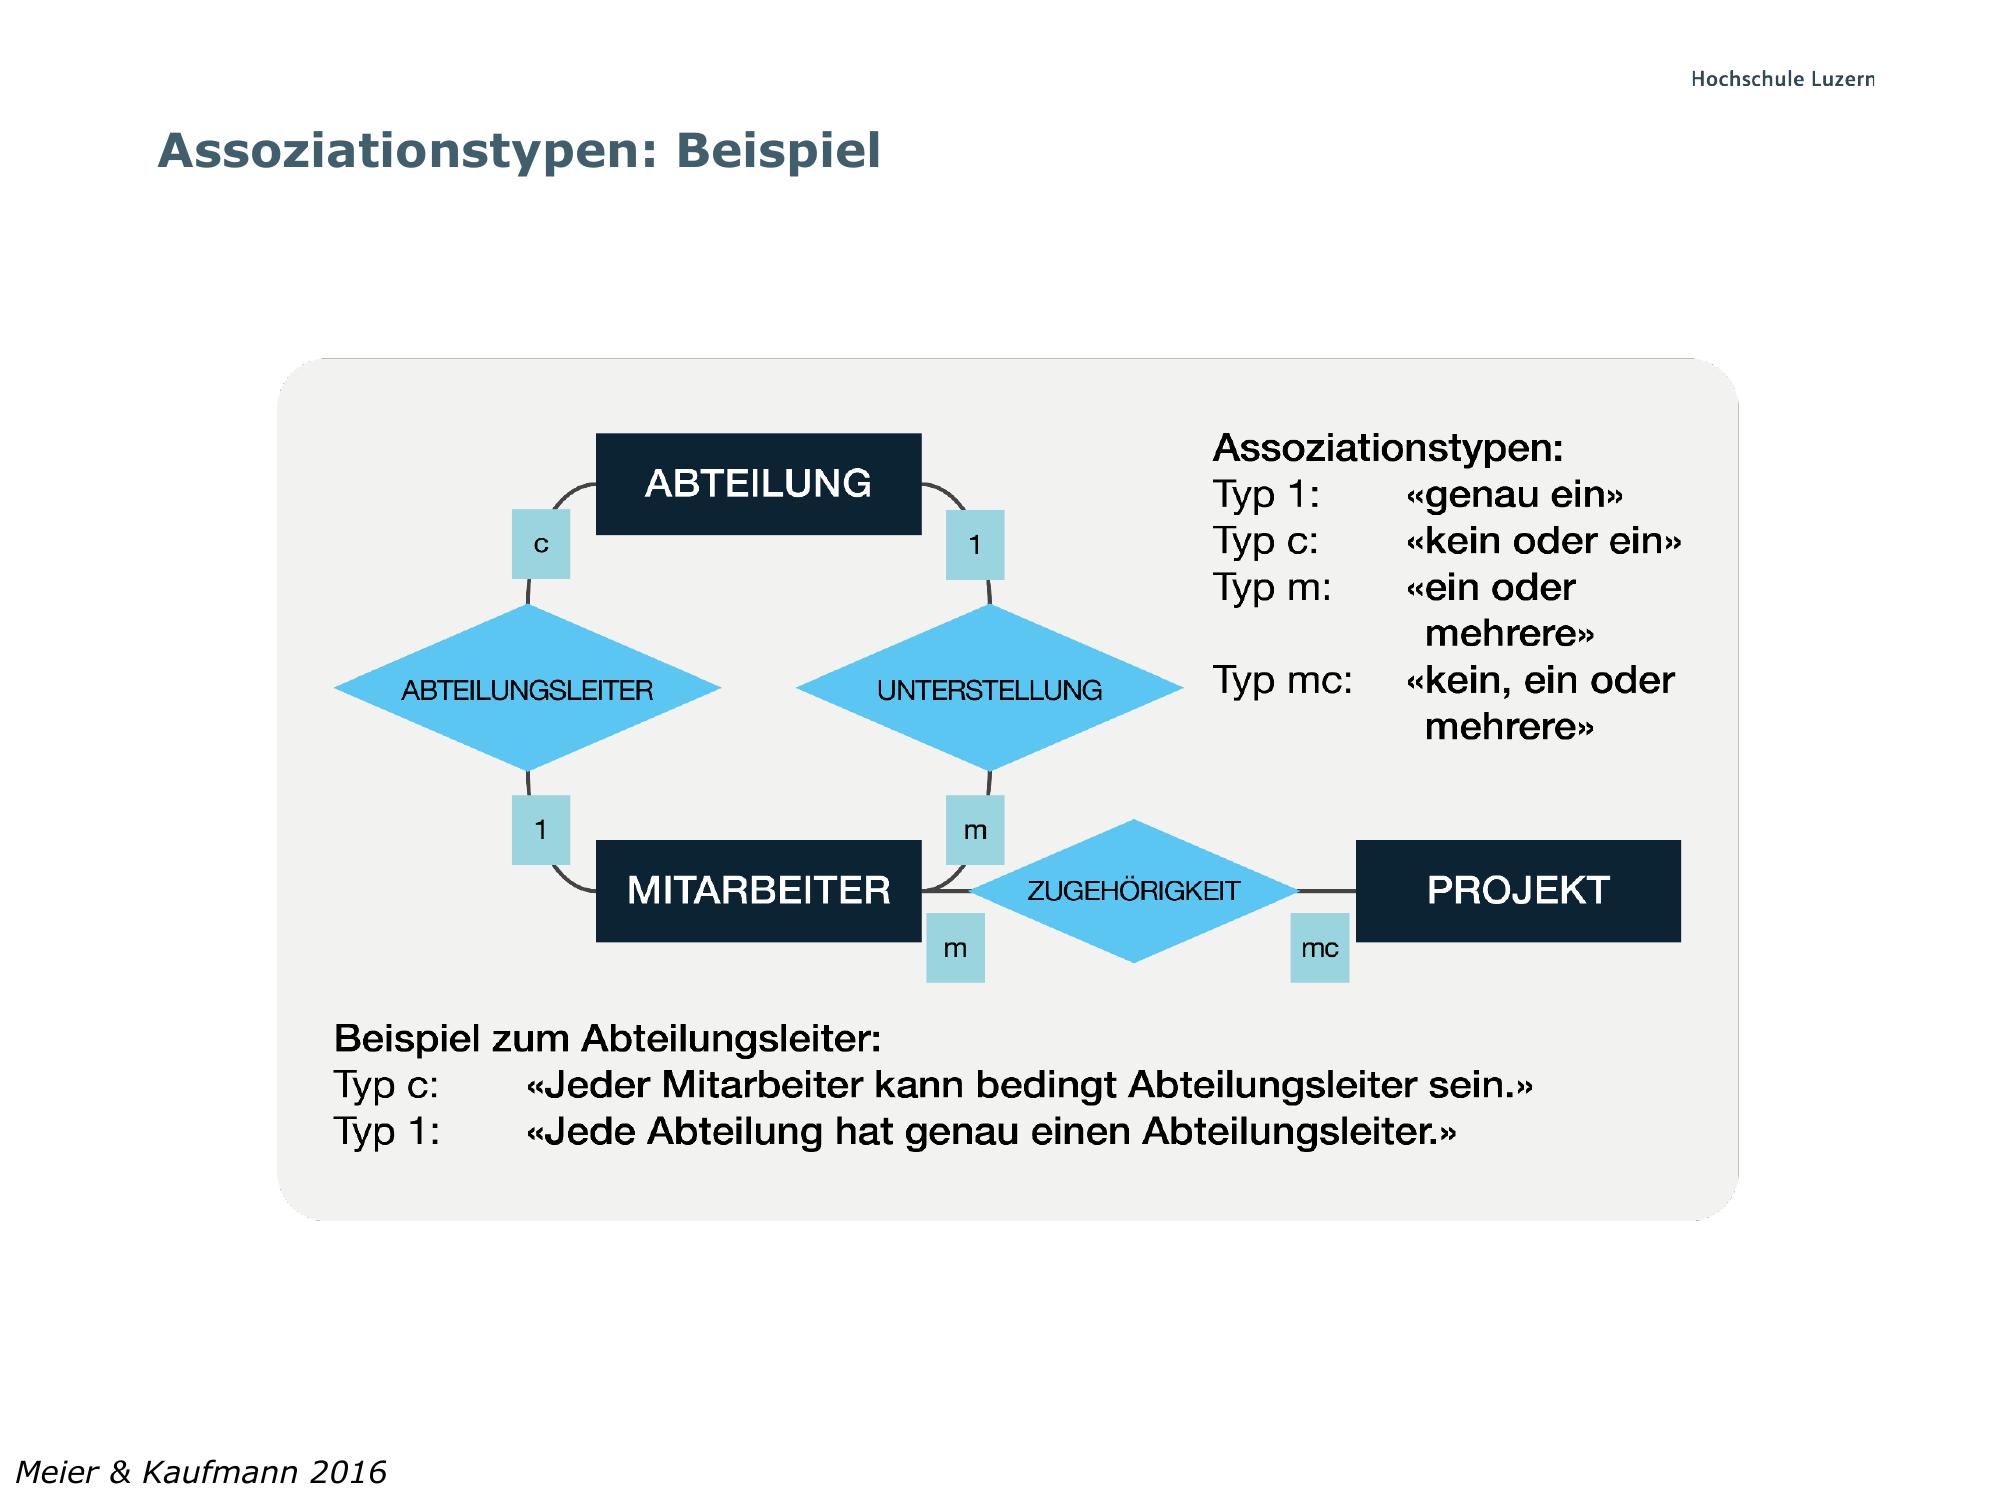 Hochschule Luzern
Assoziationstypen: Beispiel
ABTEILUNG
c
1
ABTEILUNGSLEITER
UNTERSTELLUNG
1
m
MITARBEITER
ZUGEHÖRIGKEIT
PROJEKT
m
mc
Assoziationstypen:
Typ 1: «genau ein»
Typ c: «kein oder ein»
Typ m: «ein oder
mehrere»
Typ mc: «kein, ein oder
mehrere»
Beispiel zum Abteilungsleiter:
Typ c: «Jeder Mitarbeiter kann bedingt Abteilungsleiter sein.»
Typ 1: «Jede Abteilung hat genau einen Abteilungsleiter.»
Meier & Kaufmann 2016